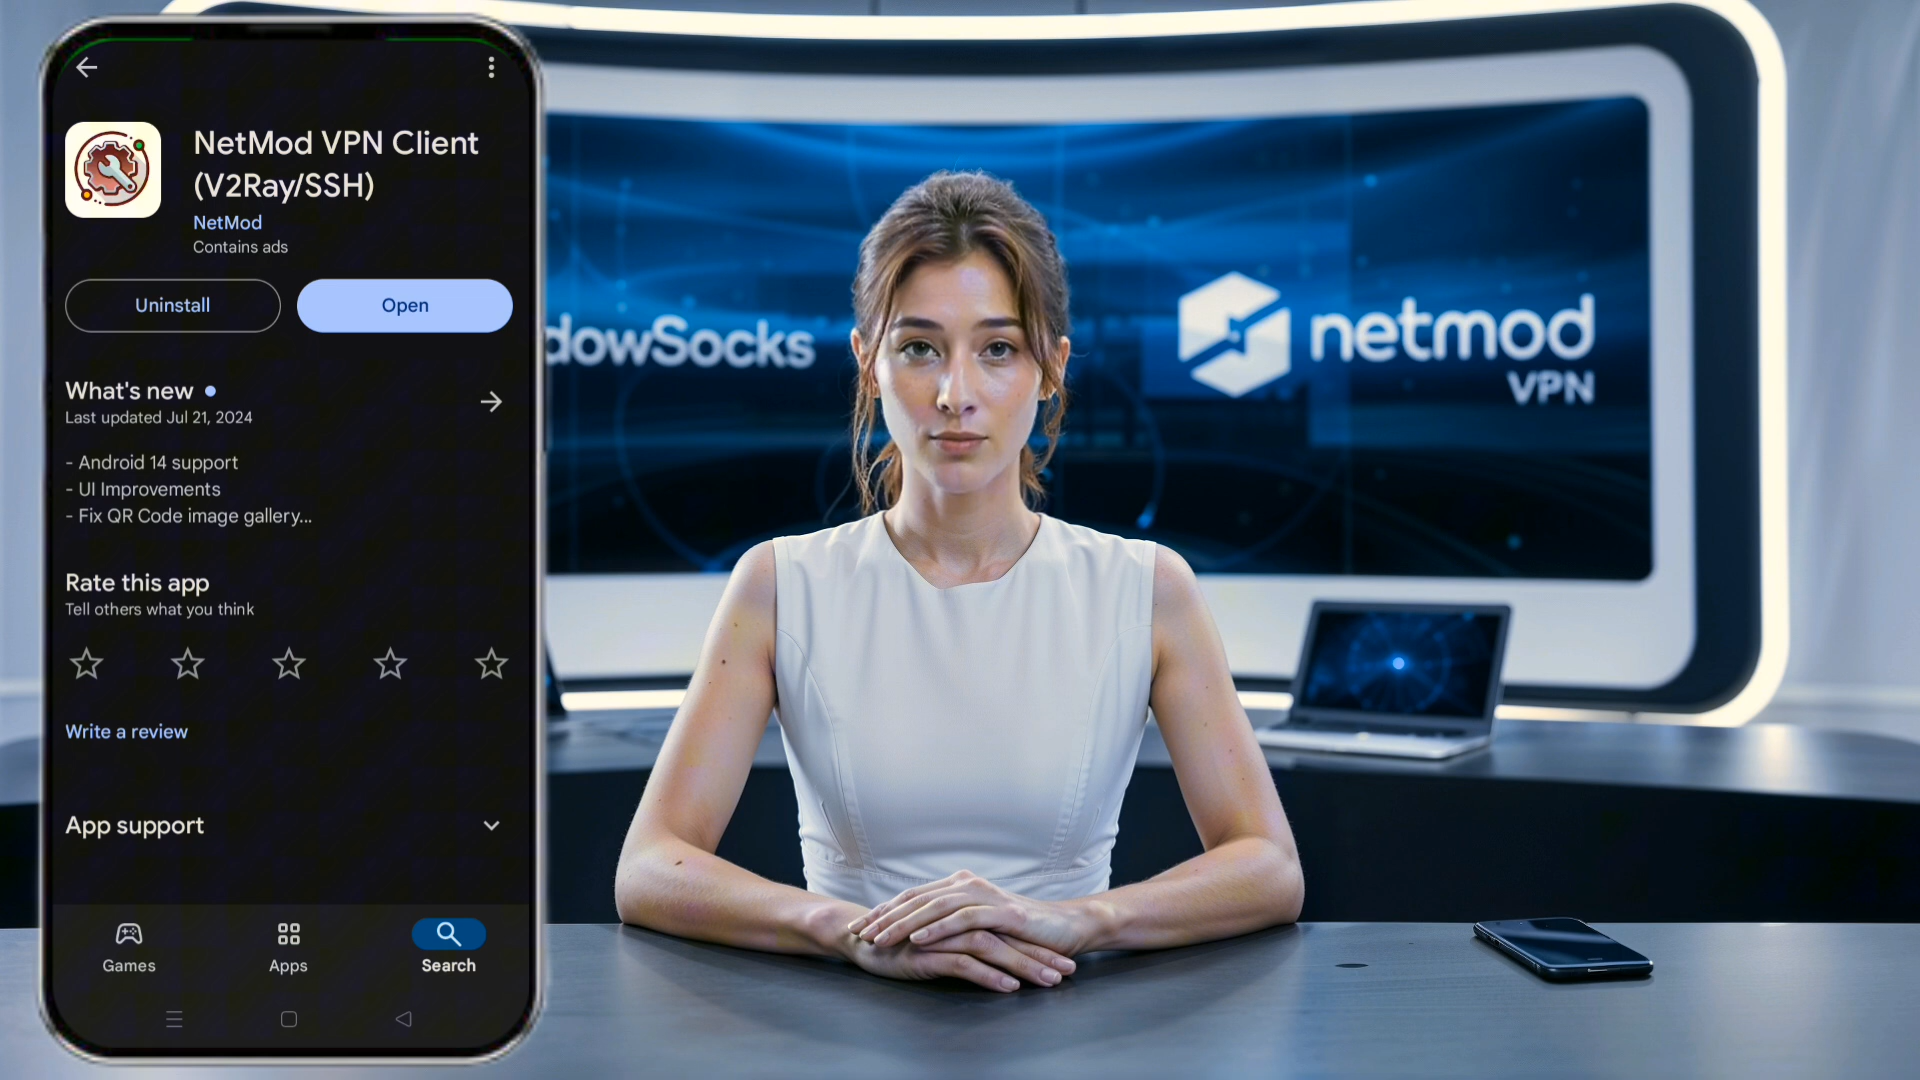 NetMod VPN Client
(V2Ray/SSH)
NetMod
Contains ads
Uninstall
Open
What's new
Last updated Jul 21, 2024
- Android 14 support
- UI Improvements
- Fix QR Code image gallery...
Rate this app
Tell others what you think
Write a review
App support
Games
Apps
Search
dowSocks
netmod
VPN